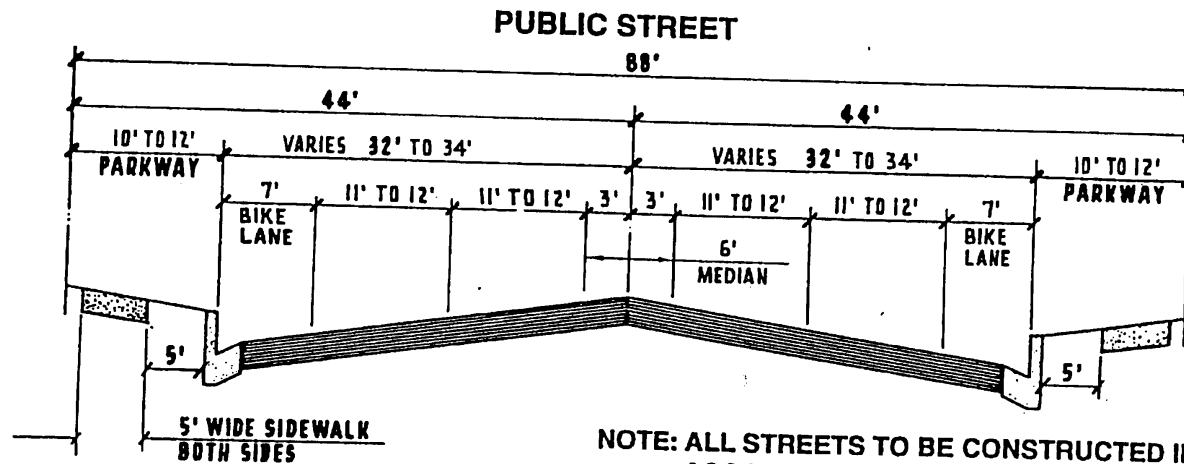 PUBLIC STREET
88'
44' 44'
10' TO 12' VARIES 32' TO 34' VARIES 32' TO 34' 10' TO 12'
PARKWAY PARKWAY
7' 11' TO 12' 11' TO 12' 3' 3' 11' TO 12' 11' TO 12' 7'
BIKE BIKE
LANE LANE
6'
MEDIAN
5' 5'
5' WIDE SIDEWALK
BOTH SIDES
NOTE: ALL STREETS TO BE CONSTRUCTED I